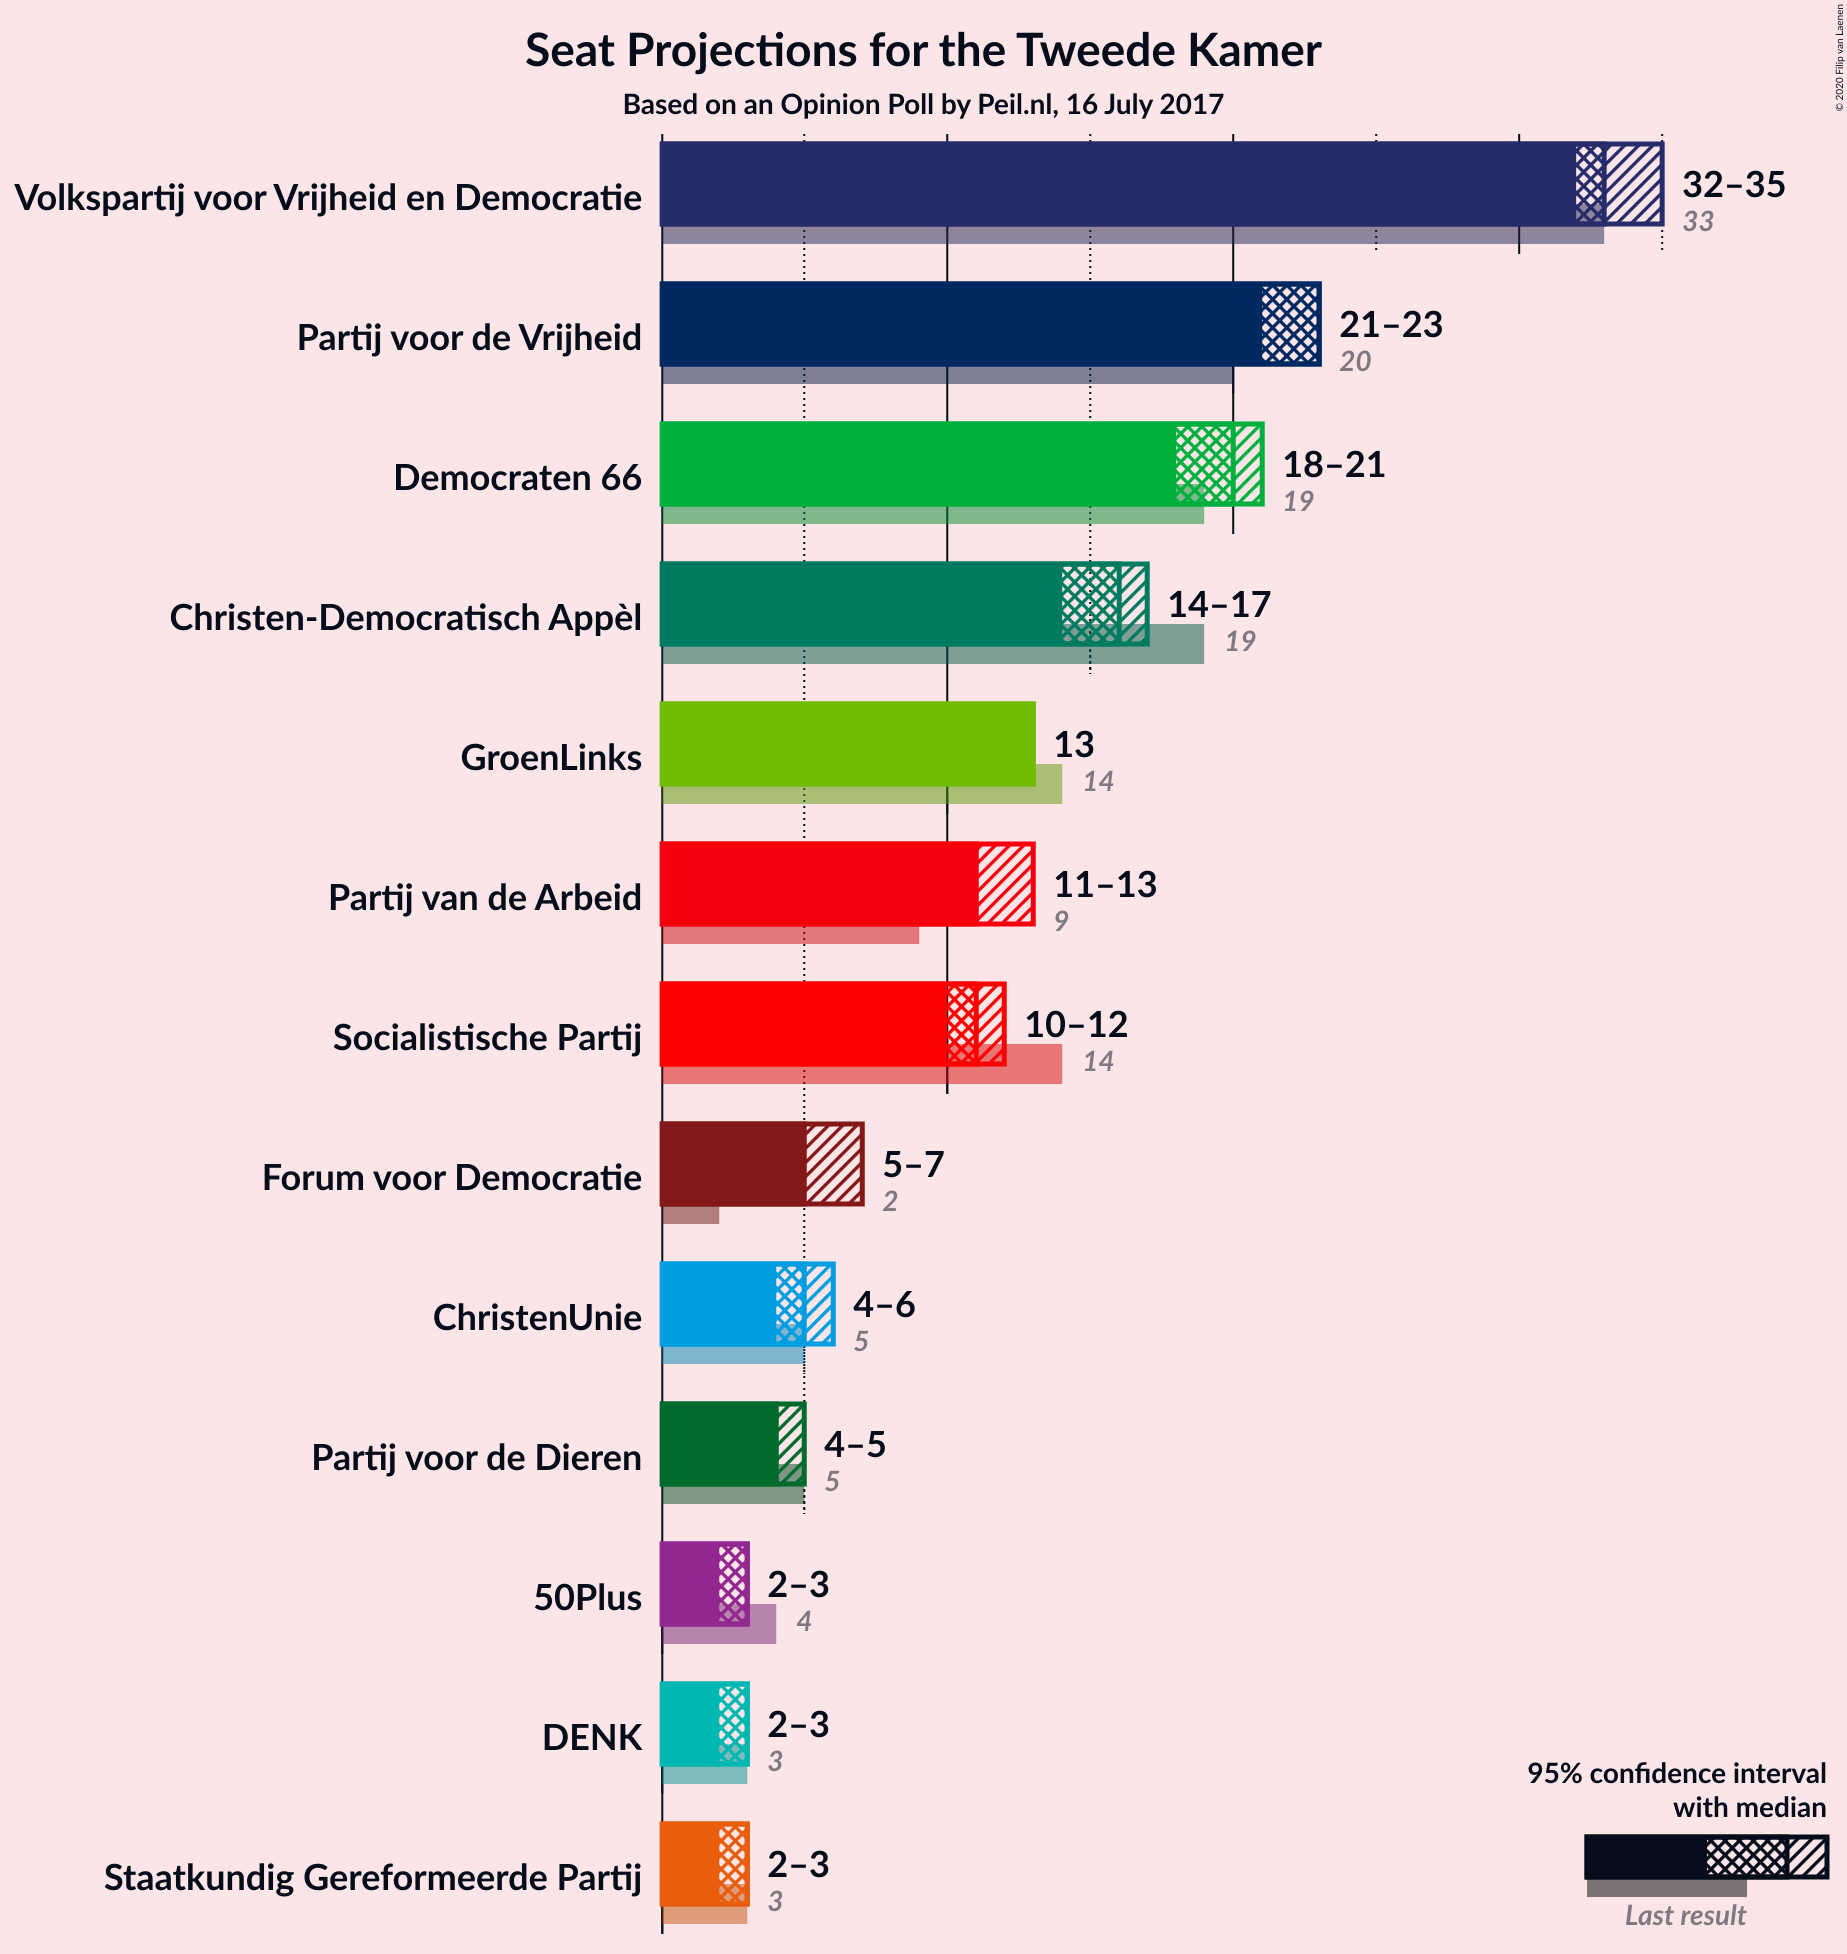 Seat Projections for the Tweede Kamer
Based on an Opinion Poll by Peil.nl, 16 July 2017
© 2020 Filip van Laenen
Volkspartij voor Vrijheid en Democratie
32–35
33
Partij voor de Vrijheid
21–23
20
Democraten 66
18–21
19
Christen-Democratisch Appèl
14–17
19
GroenLinks
13
14
Partij van de Arbeid
11–13
9
Socialistische Partij
10–12
14
Forum voor Democratie
5–7
2
ChristenUnie
4–6
5
Partij voor de Dieren
4–5
5
50Plus
2–3
4
DENK
2–3
3
Staatkundig Gereformeerde Partij
2–3
3
95% confidence interval
with median
Last result